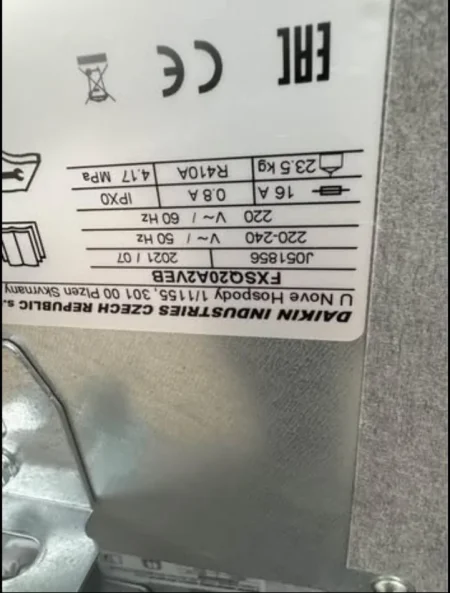 DAIKIN INDUSTRIES CZECH REPUBLIC s.
U Nove Hospody 1/1155, 301 00 Plzen Skvrnany
FXSQ20A2VEB
J051856 2021 / 07
220-240 V~ / 50 Hz
220 V~ / 60 Hz
16 A 0.8 A IPX0
23.5 kg R410A 4.17 MPa
EAC CE